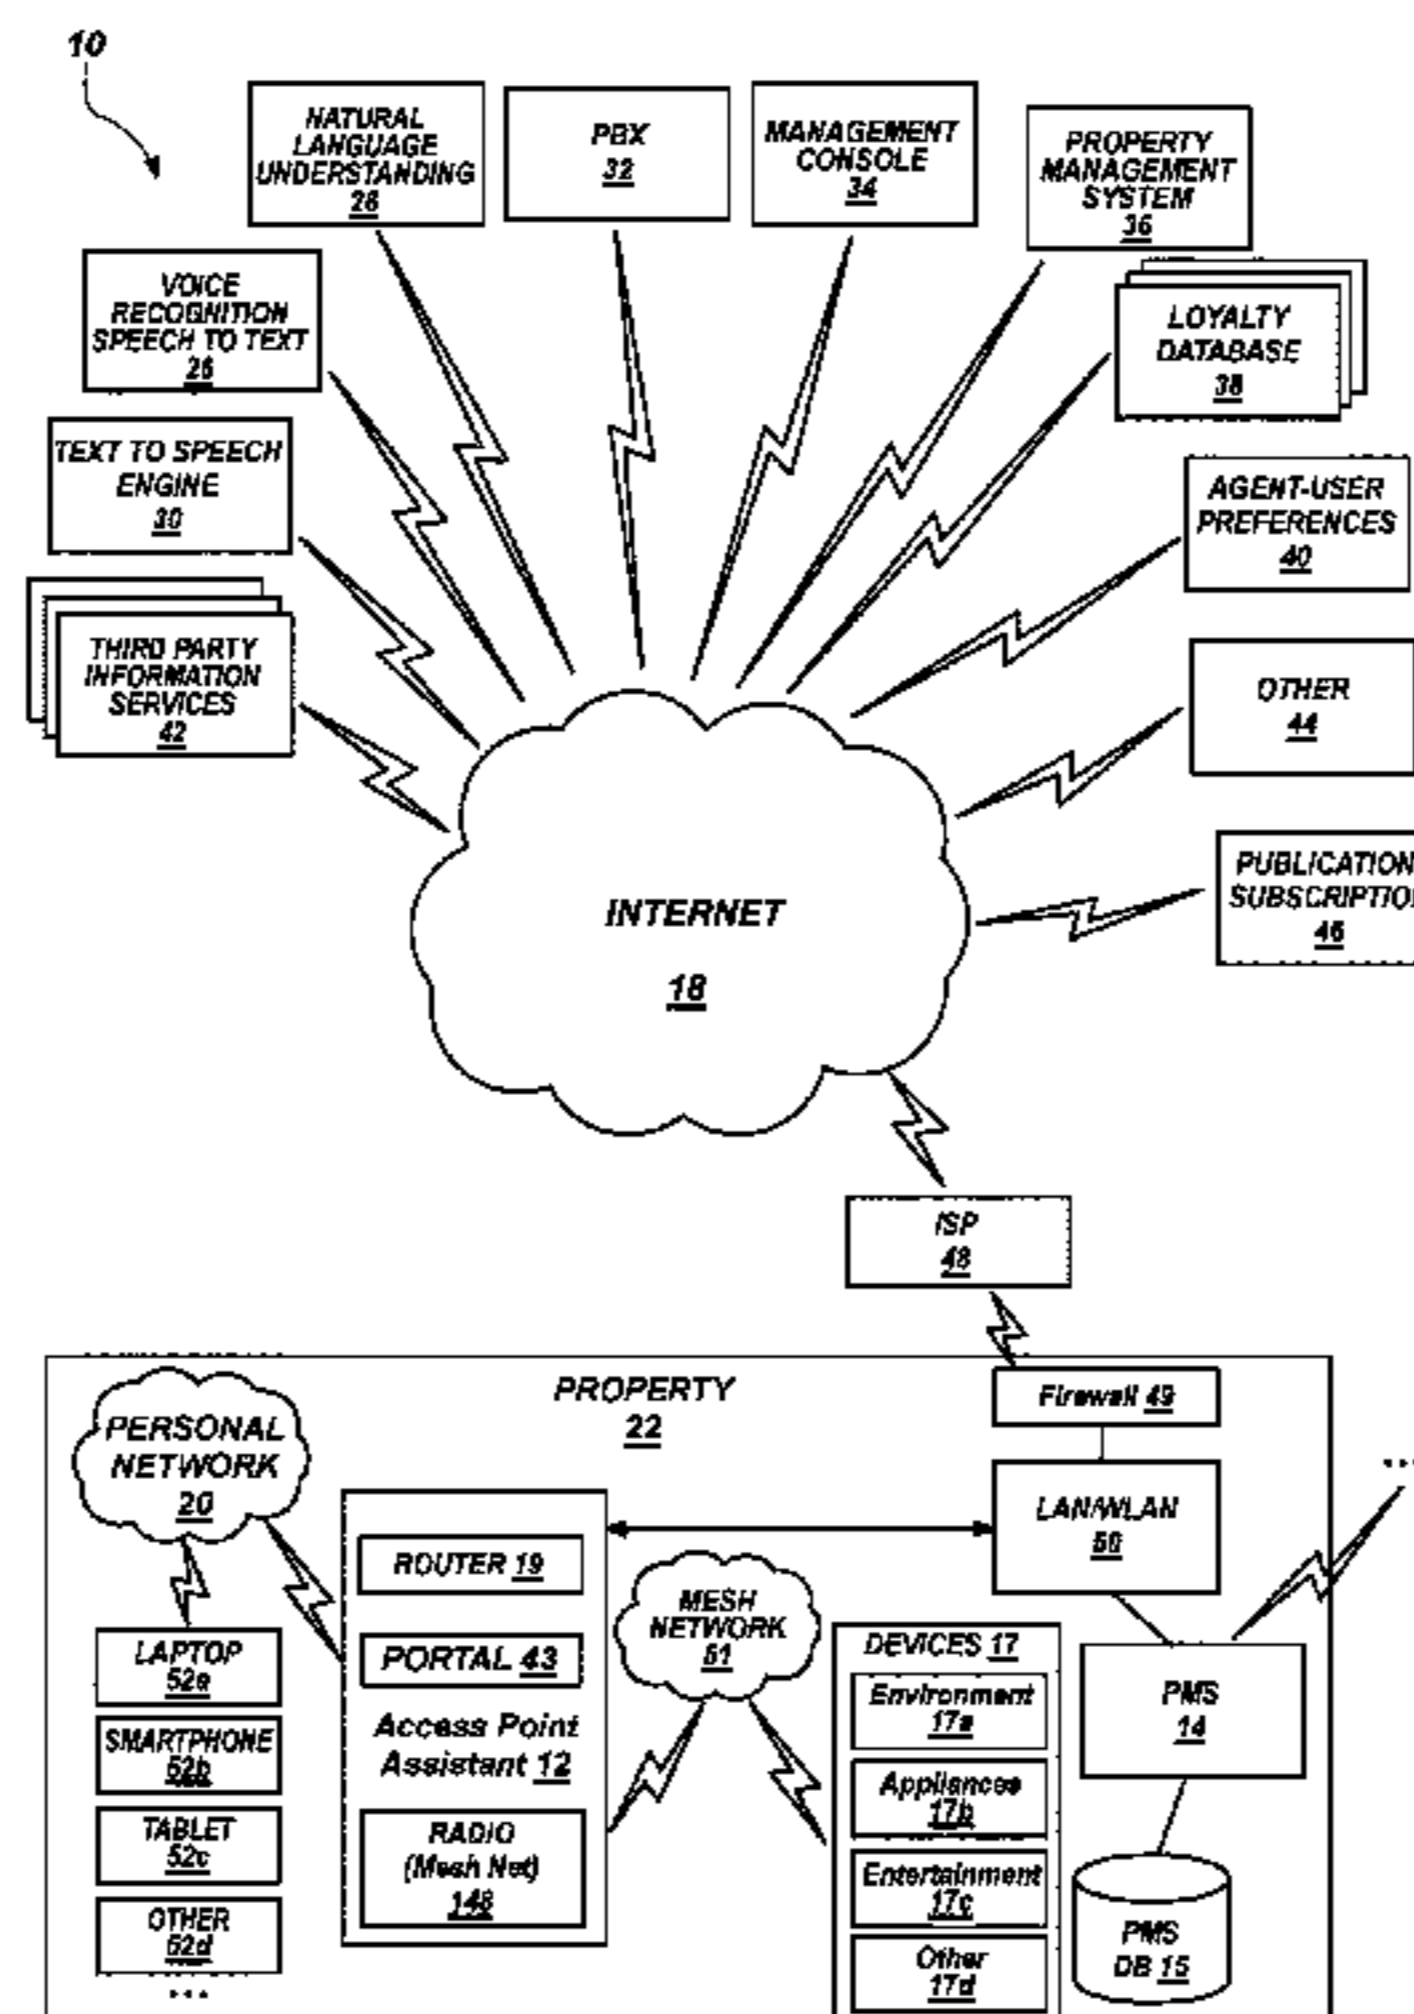 10
NATURAL
LANGUAGE
UNDERSTANDING
28
PBX
32
MANAGEMENT
CONSOLE
34
PROPERTY
MANAGEMENT
SYSTEM
36
VOICE
RECOGNITION
SPEECH TO TEXT
26
LOYALTY
DATABASE
38
TEXT TO SPEECH
ENGINE
30
AGENT-USER
PREFERENCES
40
THIRD PARTY
INFORMATION
SERVICES
42
OTHER
44
PUBLICATION
SUBSCRIPTIO
46
INTERNET
18
ISP
48
PROPERTY
22
Firewall 49
PERSONAL
NETWORK
20
LAN/WLAN
50
...
ROUTER 19
MESH
NETWORK
51
PORTAL 43
Access Point
Assistant 12
RADIO
(Mesh Net)
148
LAPTOP
52a
SMARTPHONE
52b
TABLET
52c
OTHER
52d
...
DEVICES 17
Environment
17a
Appliances
17b
Entertainment
17c
Other
17d
PMS
14
PMS
DB 15